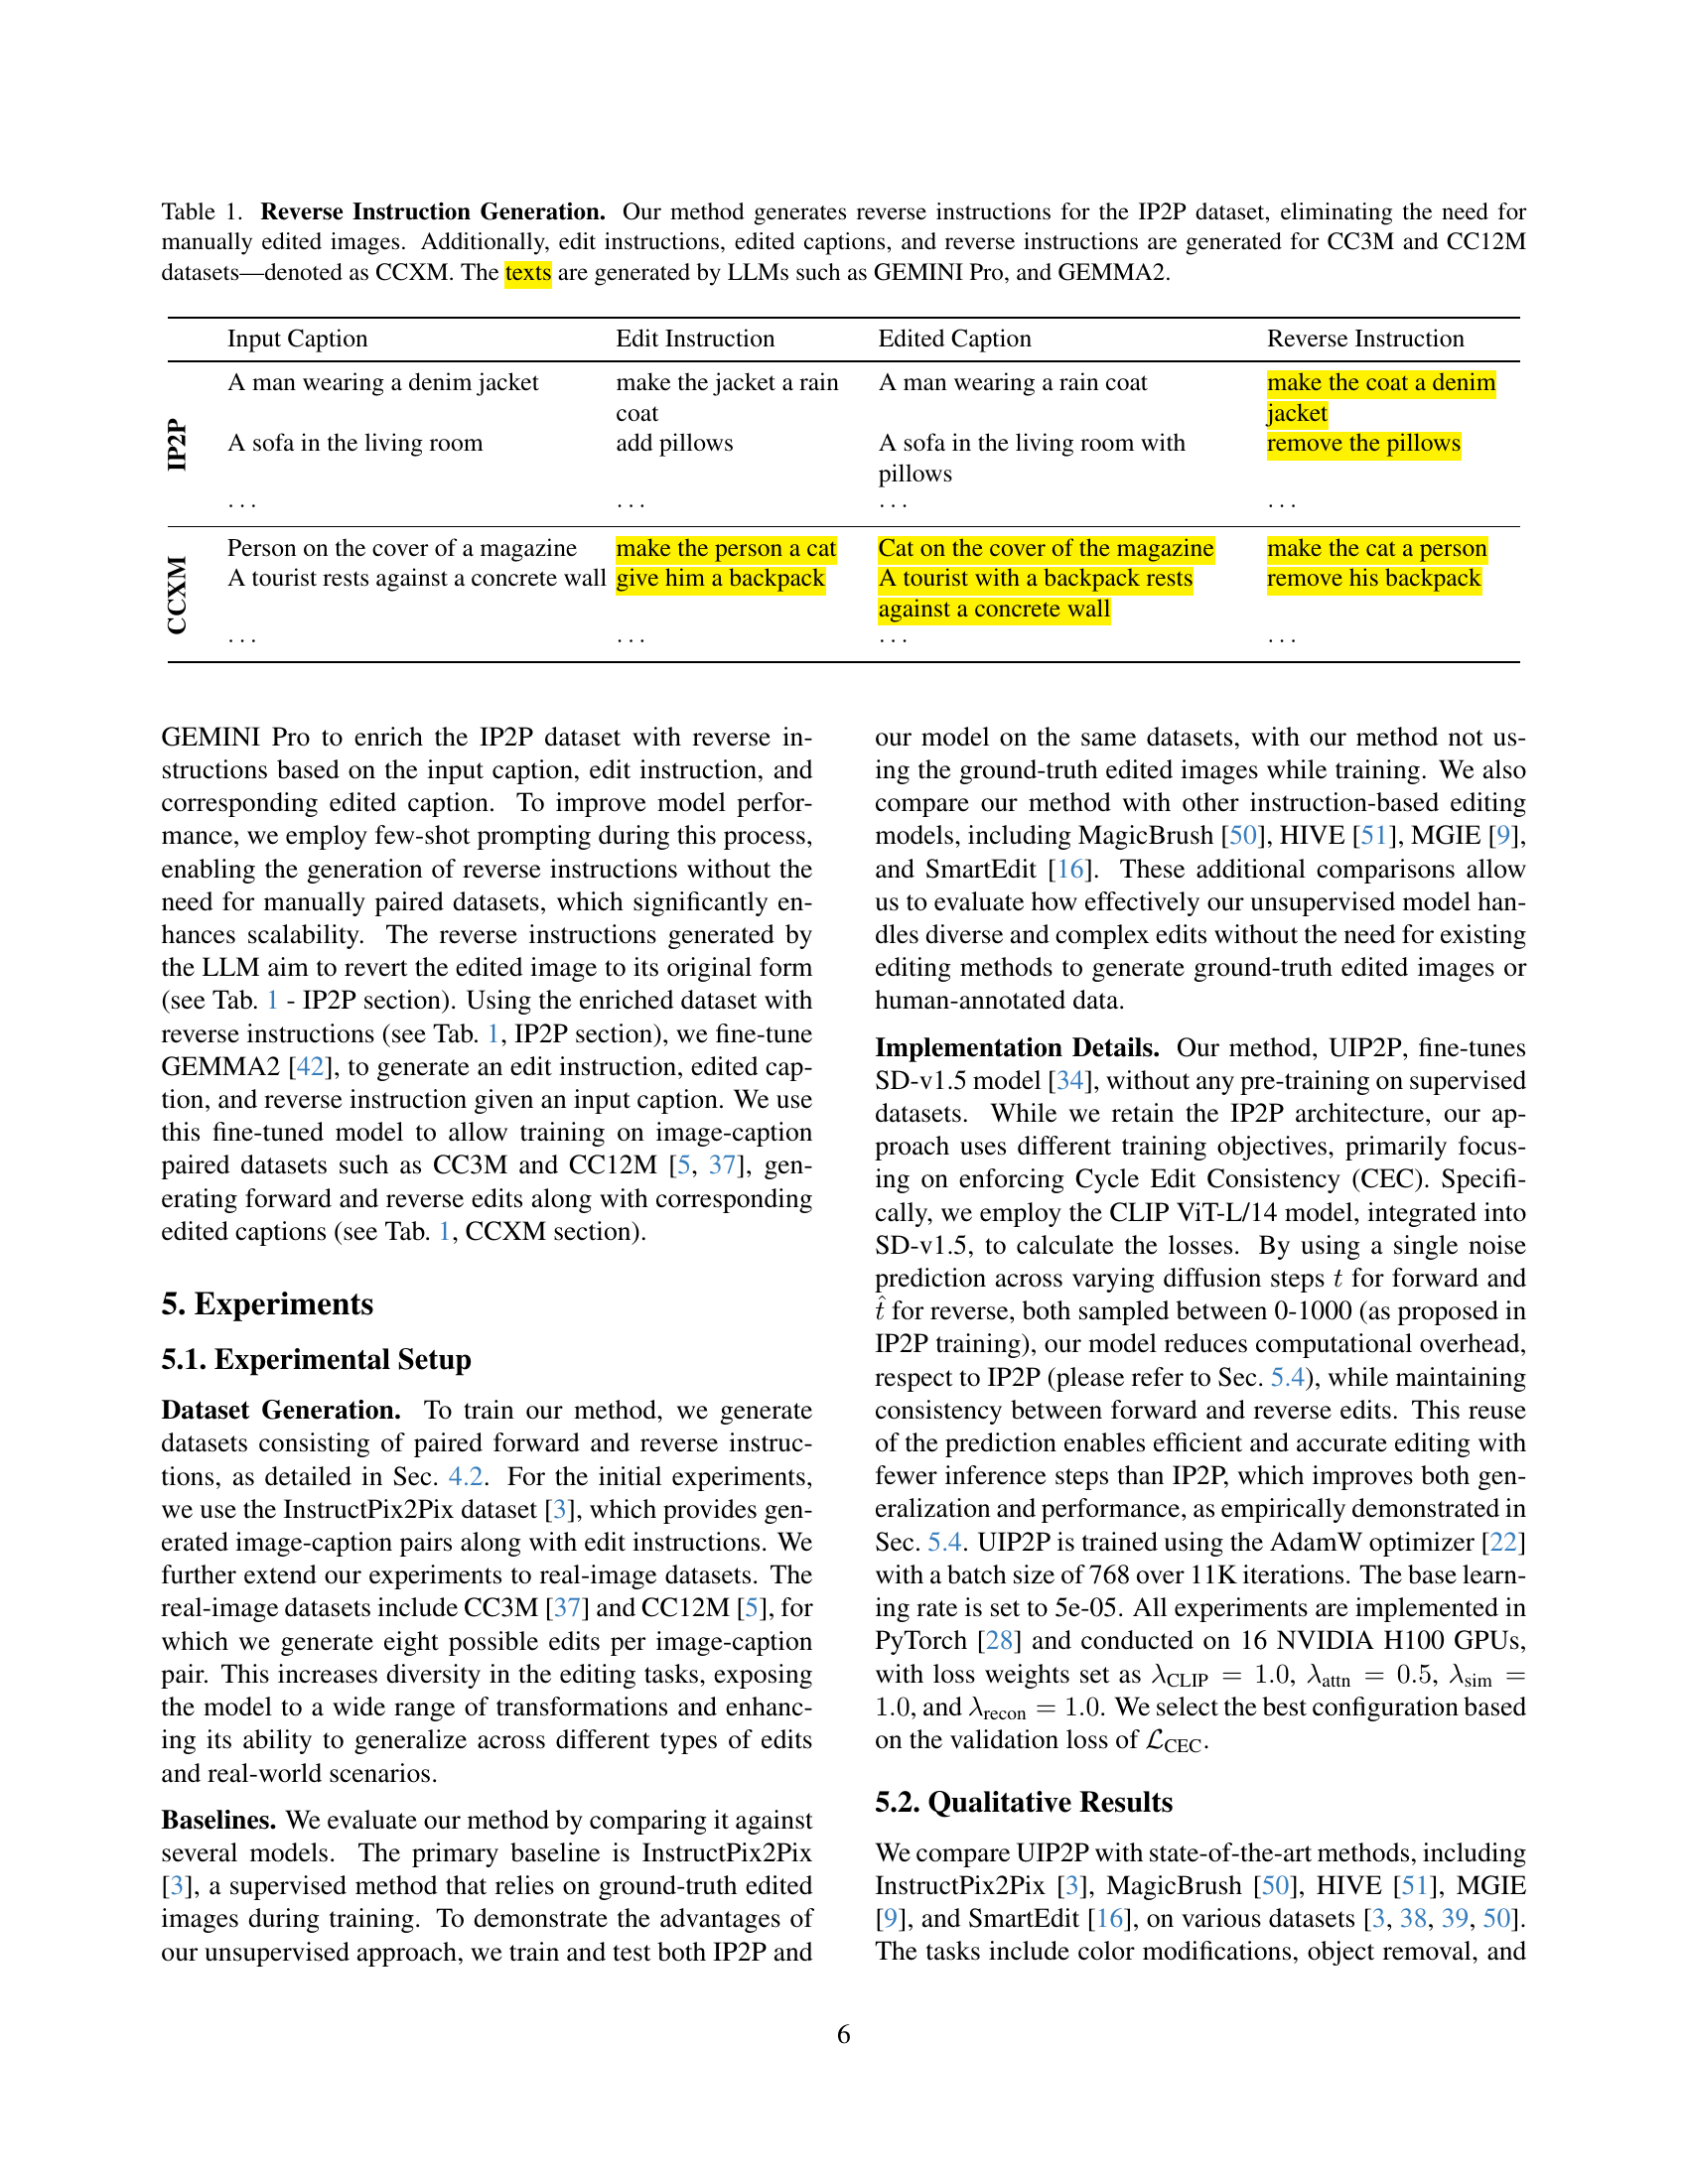 Table 1. Reverse Instruction Generation. Our method generates reverse instructions for the IP2P dataset, eliminating the need for
manually edited images. Additionally, edit instructions, edited captions, and reverse instructions are generated for CC3M and CC12M
datasets—denoted as CCXM. The texts are generated by LLMs such as GEMINI Pro, and GEMMA2.
Input Caption Edit Instruction Edited Caption Reverse Instruction
IP2P
A man wearing a denim jacket make the jacket a rain A man wearing a rain coat make the coat a denim
coat jacket
A sofa in the living room add pillows A sofa in the living room with remove the pillows
pillows
. . . . . . . . . . . .
CCXM
Person on the cover of a magazine make the person a cat Cat on the cover of the magazine make the cat a person
A tourist rests against a concrete wall give him a backpack A tourist with a backpack rests remove his backpack
against a concrete wall
. . . . . . . . . . . .
GEMINI Pro to enrich the IP2P dataset with reverse in-
structions based on the input caption, edit instruction, and
corresponding edited caption. To improve model perfor-
mance, we employ few-shot prompting during this process,
enabling the generation of reverse instructions without the
need for manually paired datasets, which significantly en-
hances scalability. The reverse instructions generated by
the LLM aim to revert the edited image to its original form
(see Tab. 1 - IP2P section). Using the enriched dataset with
reverse instructions (see Tab. 1, IP2P section), we fine-tune
GEMMA2 [42], to generate an edit instruction, edited cap-
tion, and reverse instruction given an input caption. We use
this fine-tuned model to allow training on image-caption
paired datasets such as CC3M and CC12M [5, 37], gen-
erating forward and reverse edits along with corresponding
edited captions (see Tab. 1, CCXM section).
5. Experiments
5.1. Experimental Setup
Dataset Generation. To train our method, we generate
datasets consisting of paired forward and reverse instruc-
tions, as detailed in Sec. 4.2. For the initial experiments,
we use the InstructPix2Pix dataset [3], which provides gen-
erated image-caption pairs along with edit instructions. We
further extend our experiments to real-image datasets. The
real-image datasets include CC3M [37] and CC12M [5], for
which we generate eight possible edits per image-caption
pair. This increases diversity in the editing tasks, exposing
the model to a wide range of transformations and enhanc-
ing its ability to generalize across different types of edits
and real-world scenarios.
Baselines. We evaluate our method by comparing it against
several models. The primary baseline is InstructPix2Pix
[3], a supervised method that relies on ground-truth edited
images during training. To demonstrate the advantages of
our unsupervised approach, we train and test both IP2P and
our model on the same datasets, with our method not us-
ing the ground-truth edited images while training. We also
compare our method with other instruction-based editing
models, including MagicBrush [50], HIVE [51], MGIE [9],
and SmartEdit [16]. These additional comparisons allow
us to evaluate how effectively our unsupervised model han-
dles diverse and complex edits without the need for existing
editing methods to generate ground-truth edited images or
human-annotated data.
Implementation Details. Our method, UIP2P, fine-tunes
SD-v1.5 model [34], without any pre-training on supervised
datasets. While we retain the IP2P architecture, our ap-
proach uses different training objectives, primarily focus-
ing on enforcing Cycle Edit Consistency (CEC). Specifi-
cally, we employ the CLIP ViT-L/14 model, integrated into
SD-v1.5, to calculate the losses. By using a single noise
prediction across varying diffusion steps t for forward and
t̂ for reverse, both sampled between 0-1000 (as proposed in
IP2P training), our model reduces computational overhead,
respect to IP2P (please refer to Sec. 5.4), while maintaining
consistency between forward and reverse edits. This reuse
of the prediction enables efficient and accurate editing with
fewer inference steps than IP2P, which improves both gen-
eralization and performance, as empirically demonstrated in
Sec. 5.4. UIP2P is trained using the AdamW optimizer [22]
with a batch size of 768 over 11K iterations. The base learn-
ing rate is set to 5e-05. All experiments are implemented in
PyTorch [28] and conducted on 16 NVIDIA H100 GPUs,
with loss weights set as λCLIP = 1.0, λattn = 0.5, λsim =
1.0, and λrecon = 1.0. We select the best configuration based
on the validation loss of ℒCEC.
5.2. Qualitative Results
We compare UIP2P with state-of-the-art methods, including
InstructPix2Pix [3], MagicBrush [50], HIVE [51], MGIE
[9], and SmartEdit [16], on various datasets [3, 38, 39, 50].
The tasks include color modifications, object removal, and
6